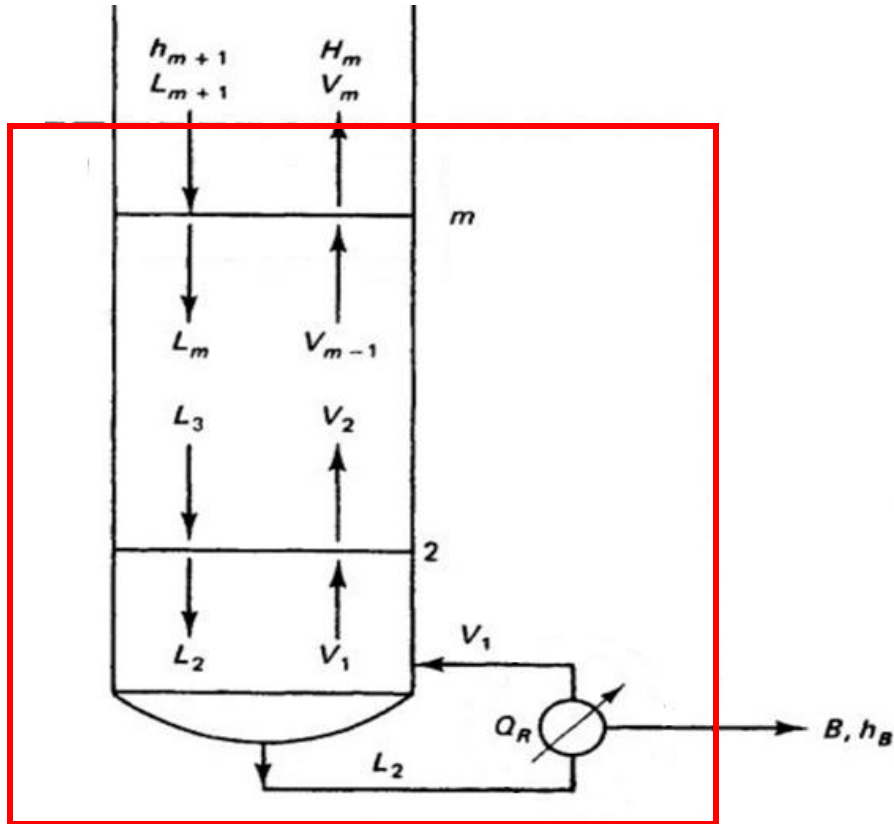 h_{m+1} H_m
L_{m+1} V_m
m
L_m V_{m-1}
L_3 V_2
2
V_1
L_2 V_1
Q_R B, h_B
L_2